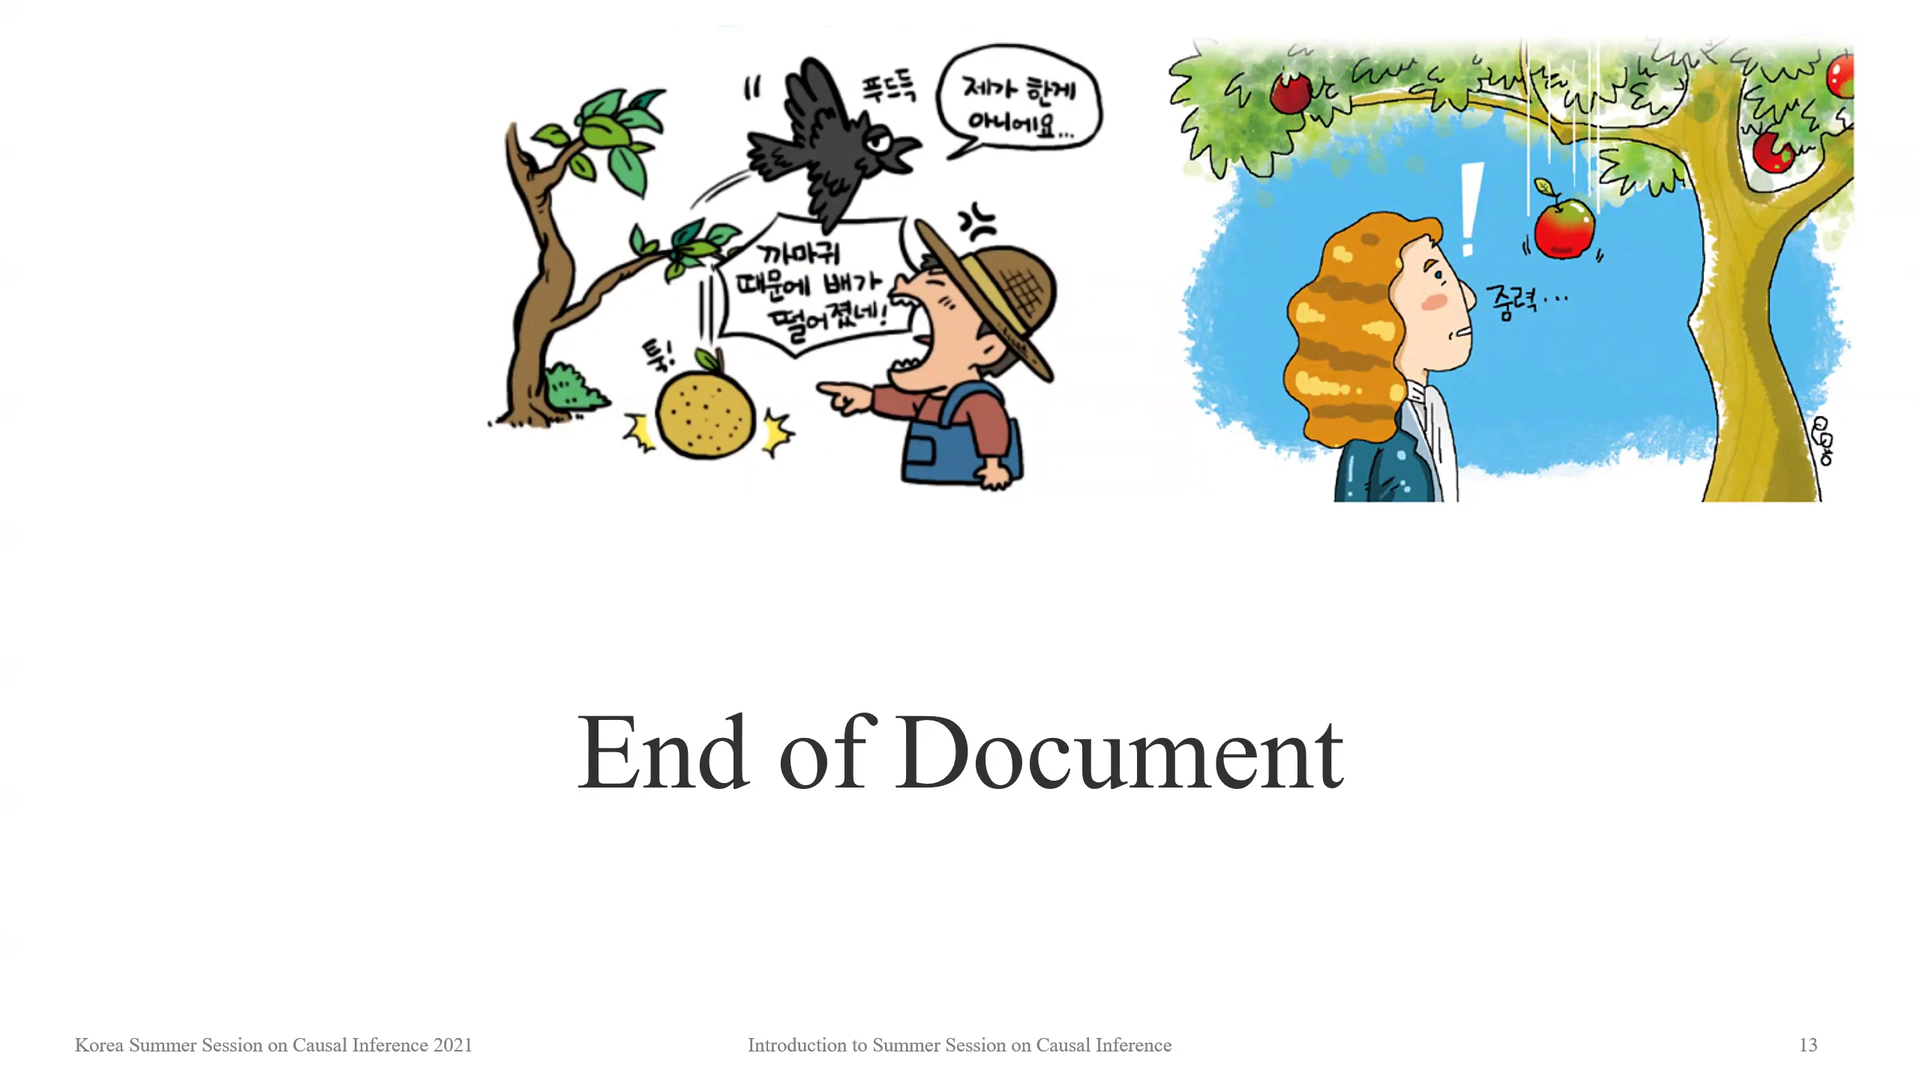 푸드득
제가 한게
아니에요...
까마귀
때문에 배가
떨어졌네!
툭!
!
중력...
End of Document
Korea Summer Session on Causal Inference 2021
Introduction to Summer Session on Causal Inference
13